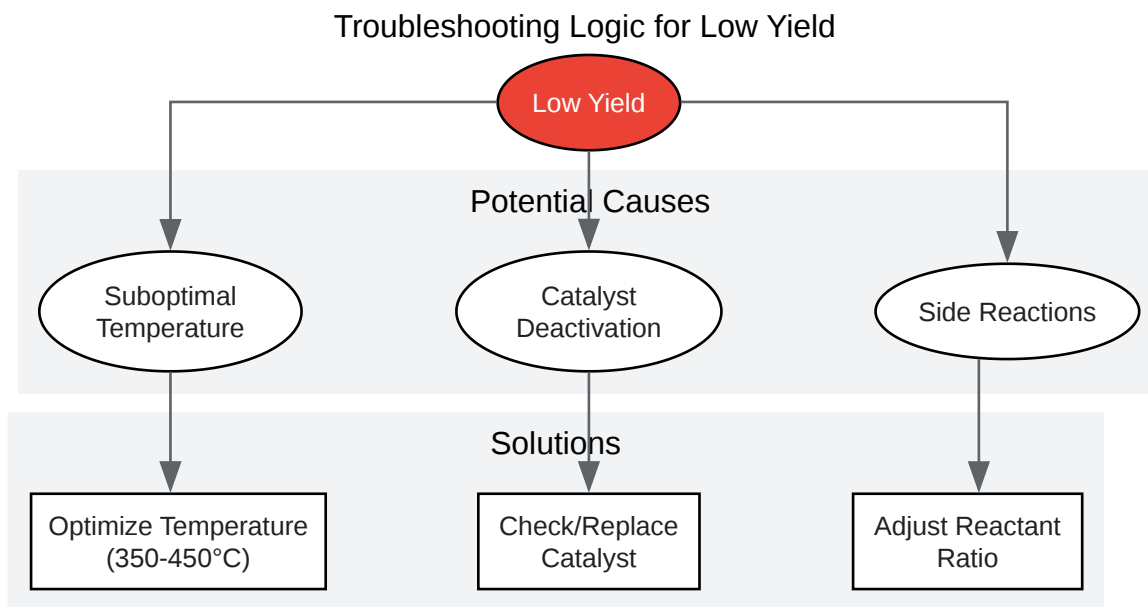 Troubleshooting Logic for Low Yield
Low Yield
Potential Causes
Suboptimal
Temperature
Catalyst
Deactivation
Side Reactions
Solutions
Optimize Temperature
(350-450°C)
Check/Replace
Catalyst
Adjust Reactant
Ratio